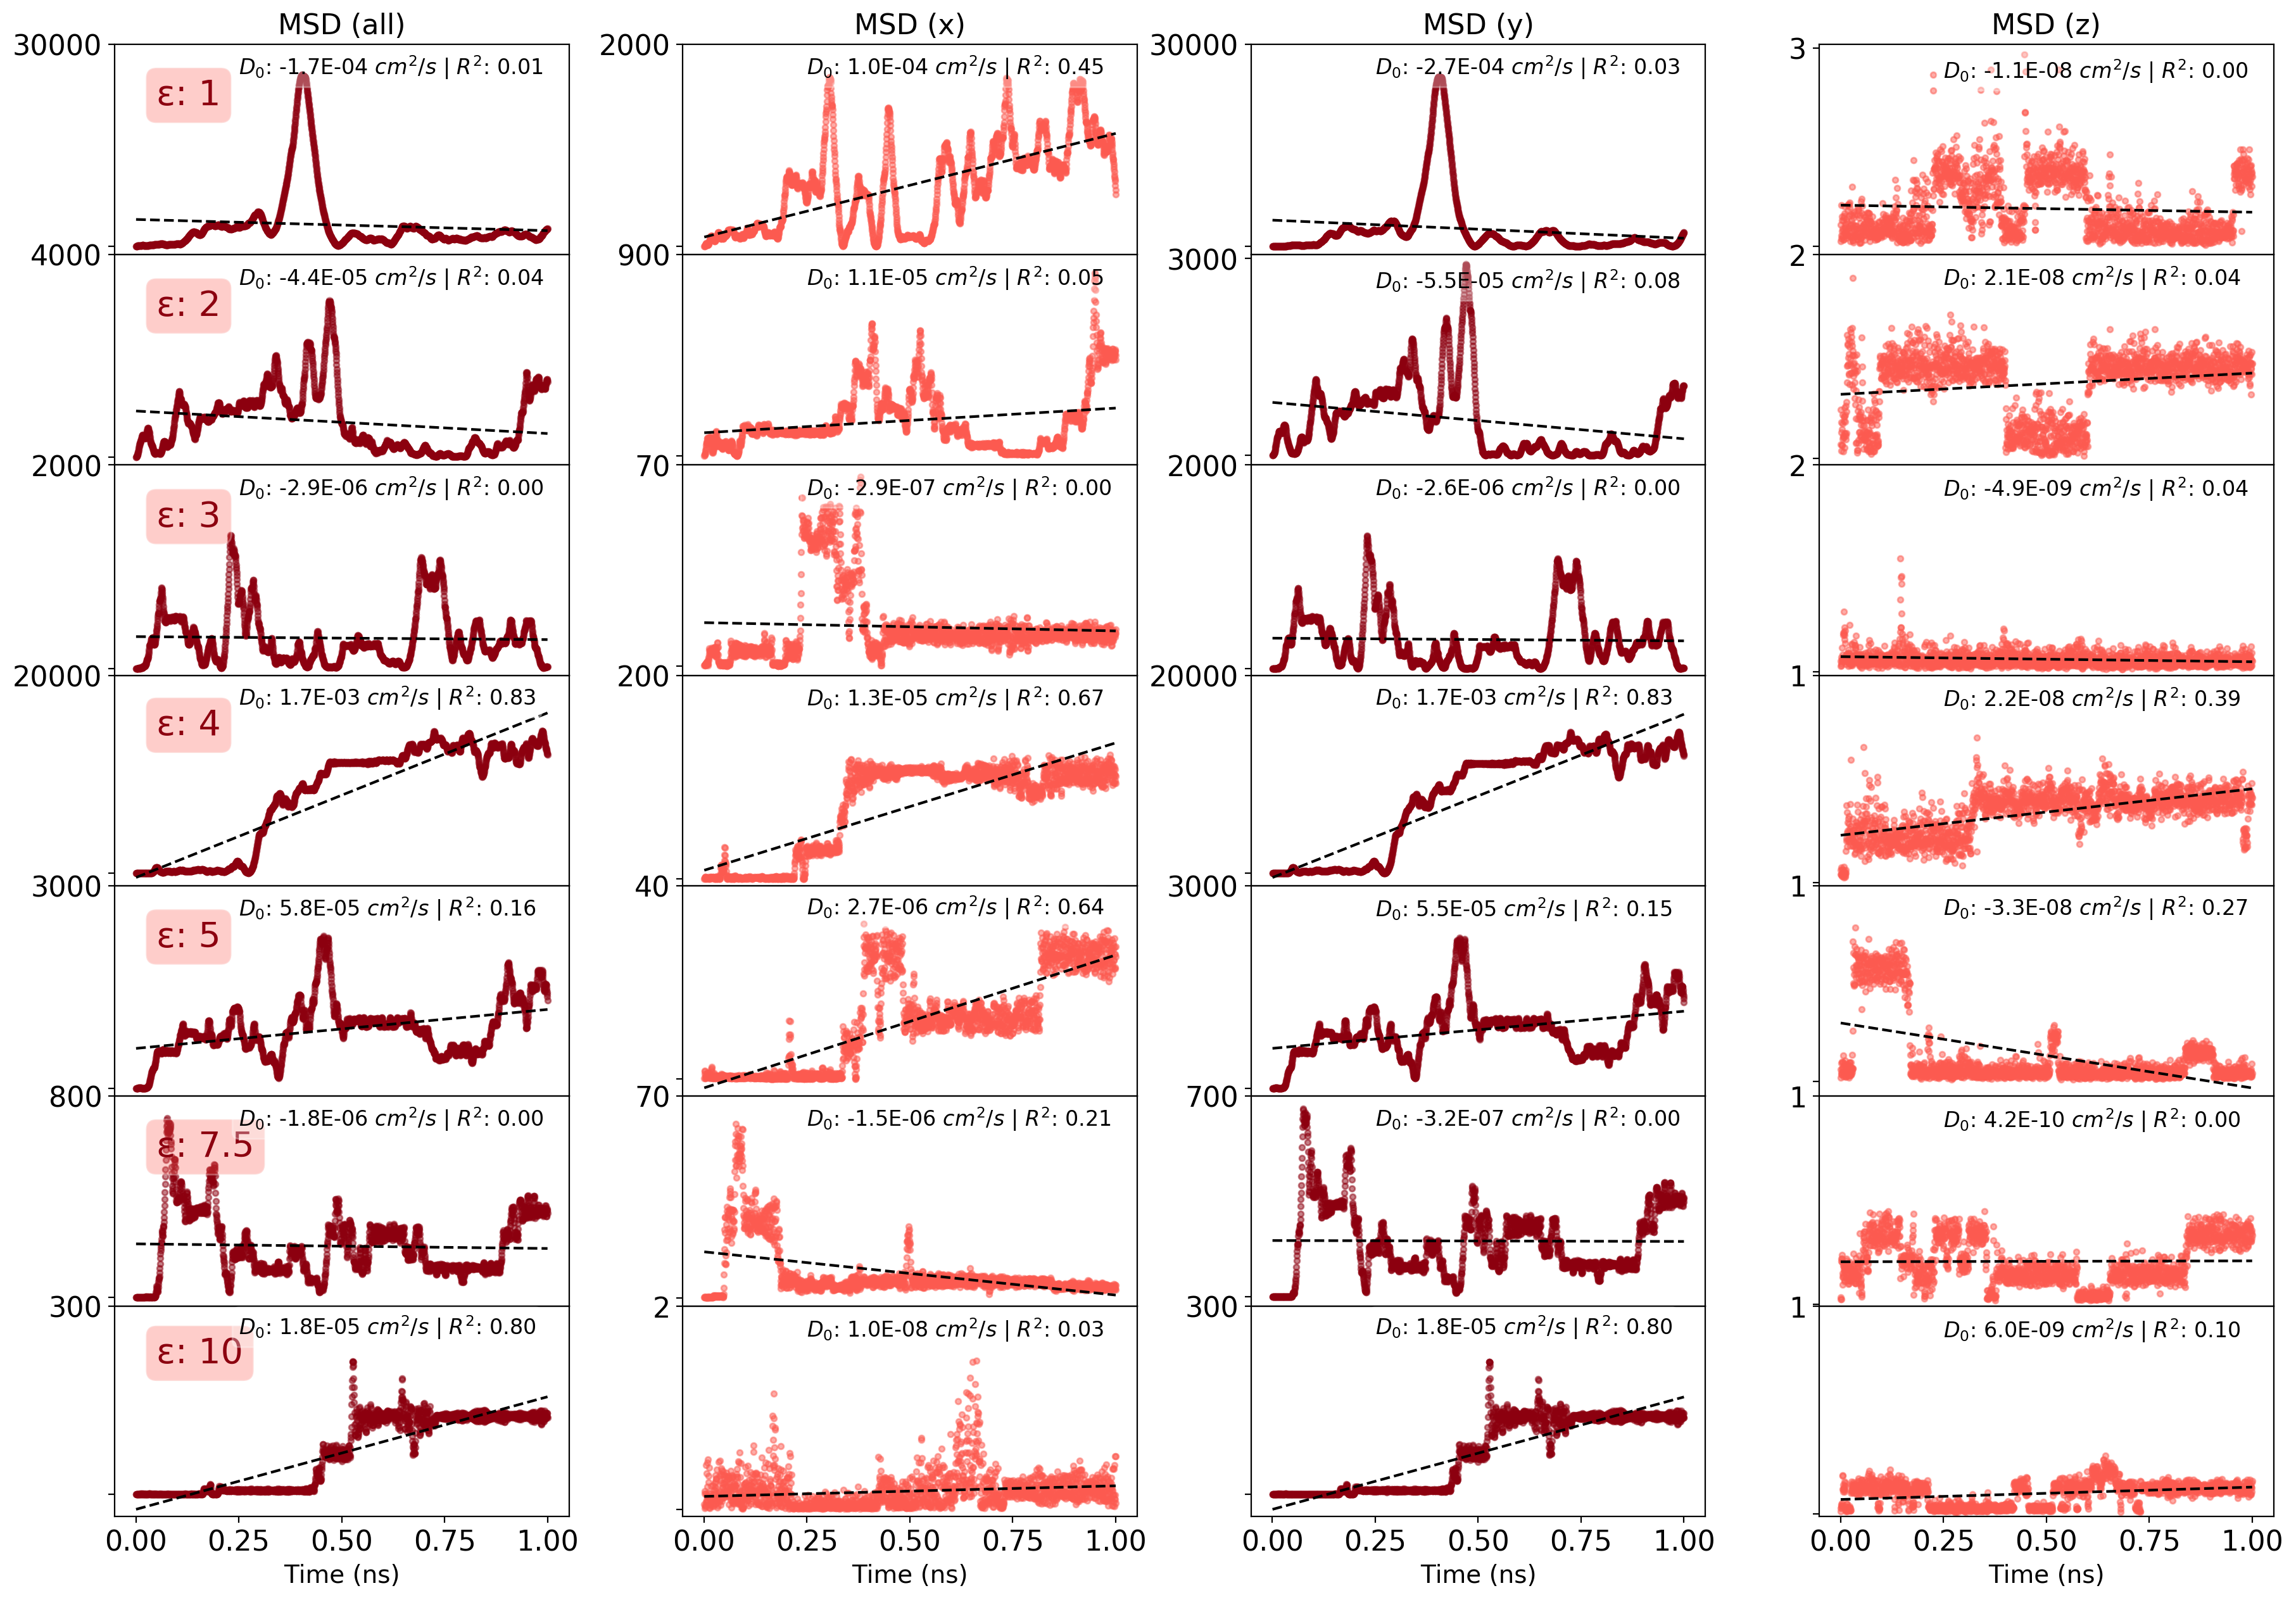 MSD (all) MSD (x) MSD (y) MSD (z)
30000 2000 30000 3
ε: 1 D₀: -1.7E-04 cm²/s | R²: 0.01 D₀: 1.0E-04 cm²/s | R²: 0.45 D₀: -2.7E-04 cm²/s | R²: 0.03 D₀: -1.1E-08 cm²/s | R²: 0.00
4000 900 3000 2
ε: 2 D₀: -4.4E-05 cm²/s | R²: 0.04 D₀: 1.1E-05 cm²/s | R²: 0.05 D₀: -5.5E-05 cm²/s | R²: 0.08 D₀: 2.1E-08 cm²/s | R²: 0.04
2000 70 2000 2
ε: 3 D₀: -2.9E-06 cm²/s | R²: 0.00 D₀: -2.9E-07 cm²/s | R²: 0.00 D₀: -2.6E-06 cm²/s | R²: 0.00 D₀: -4.9E-09 cm²/s | R²: 0.04
20000 200 20000 1
ε: 4 D₀: 1.7E-03 cm²/s | R²: 0.83 D₀: 1.3E-05 cm²/s | R²: 0.67 D₀: 1.7E-03 cm²/s | R²: 0.83 D₀: 2.2E-08 cm²/s | R²: 0.39
3000 40 3000 1
ε: 5 D₀: 5.8E-05 cm²/s | R²: 0.16 D₀: 2.7E-06 cm²/s | R²: 0.64 D₀: 5.5E-05 cm²/s | R²: 0.15 D₀: -3.3E-08 cm²/s | R²: 0.27
800 70 700 1
ε: 7.5 D₀: -1.8E-06 cm²/s | R²: 0.00 D₀: -1.5E-06 cm²/s | R²: 0.21 D₀: -3.2E-07 cm²/s | R²: 0.00 D₀: 4.2E-10 cm²/s | R²: 0.00
300 2 300 1
ε: 10 D₀: 1.8E-05 cm²/s | R²: 0.80 D₀: 1.0E-08 cm²/s | R²: 0.03 D₀: 1.8E-05 cm²/s | R²: 0.80 D₀: 6.0E-09 cm²/s | R²: 0.10
0.00 0.25 0.50 0.75 1.00 0.00 0.25 0.50 0.75 1.00 0.00 0.25 0.50 0.75 1.00 0.00 0.25 0.50 0.75 1.00
Time (ns) Time (ns) Time (ns) Time (ns)